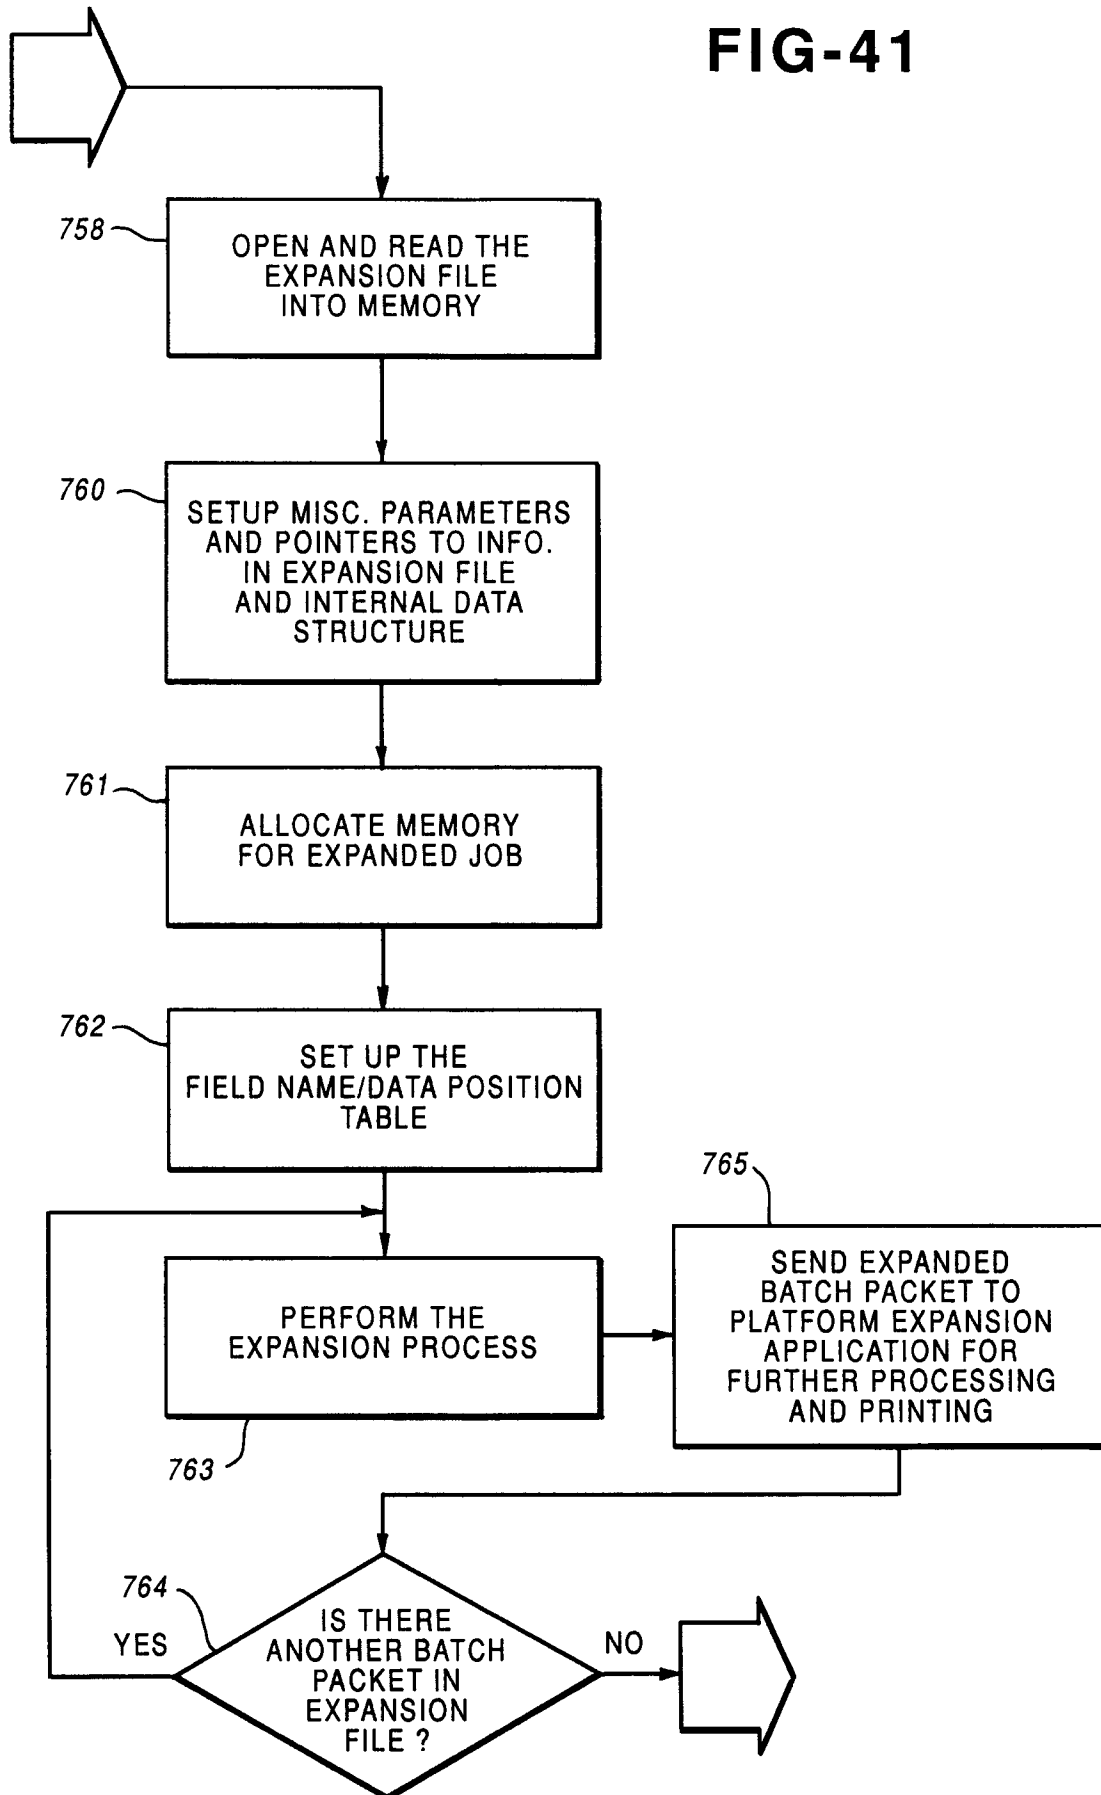 FIG-41
758
OPEN AND READ THE
EXPANSION FILE
INTO MEMORY
760
SETUP MISC. PARAMETERS
AND POINTERS TO INFO.
IN EXPANSION FILE
AND INTERNAL DATA
STRUCTURE
761
ALLOCATE MEMORY
FOR EXPANDED JOB
762
SET UP THE
FIELD NAME/DATA POSITION
TABLE
763
PERFORM THE
EXPANSION PROCESS
765
SEND EXPANDED
BATCH PACKET TO
PLATFORM EXPANSION
APPLICATION FOR
FURTHER PROCESSING
AND PRINTING
764
IS THERE
ANOTHER BATCH
PACKET IN
EXPANSION
FILE ?
YES
NO